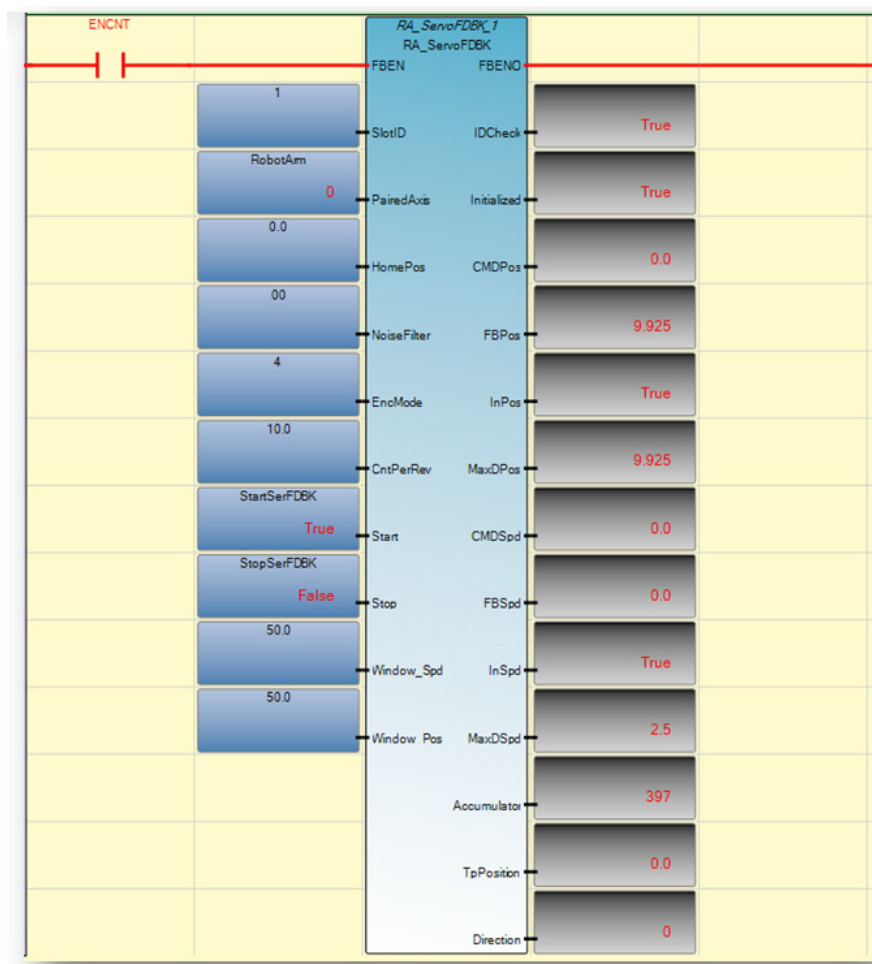 ENCNT
RA_ServoFDBK_1
RA_ServoFDBK
FBEN FBENO
1
SlotID IDCheck True
RobotArm
0 PairedAxis Initialized True
0.0
HomePos CMDPos 0.0
00
NoiseFilter FBPos 9.925
4
EncMode InPos True
10.0
CntPerRev MaxDPos 9.925
StartSerFDBK
True Start CMDSpd 0.0
StopSerFDBK
False Stop FBSpd 0.0
50.0
Window_Spd InSpd True
50.0
Window_Pos MaxDSpd 2.5
Accumulator 397
TpPosition 0.0
Direction 0